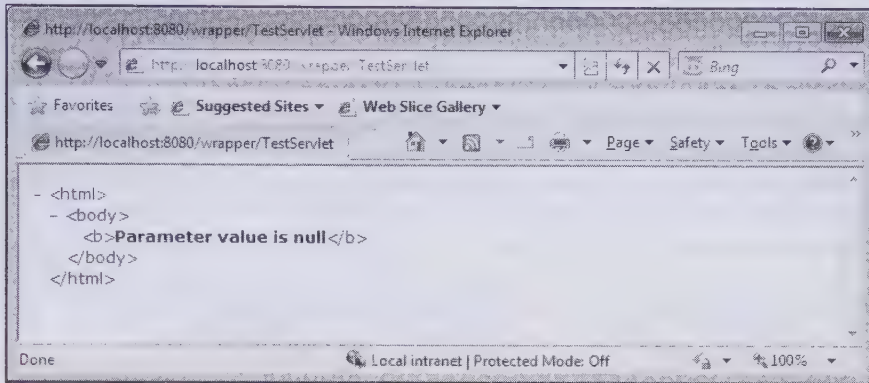 http://localhost:8080/wrapper/TestServlet - Windows Internet Explorer
localhost
Bing
Favorites Suggested Sites Web Slice Gallery
http://localhost:8080/wrapper/TestServlet Page Safety Tools
- <html>
- <body>
<b>Parameter value is null</b>
</body>
</html>
Done Local intranet | Protected Mode: Off 100%